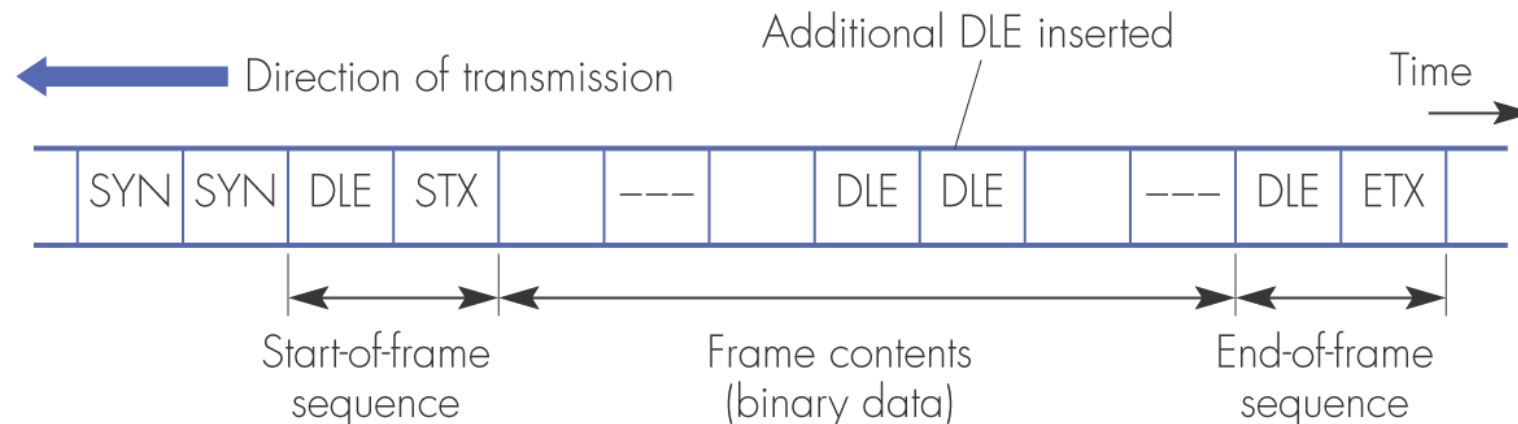 Additional DLE inserted
Direction of transmission
Time
SYN SYN DLE STX --- DLE DLE --- DLE ETX
Start-of-frame
sequence
Frame contents
(binary data)
End-of-frame
sequence